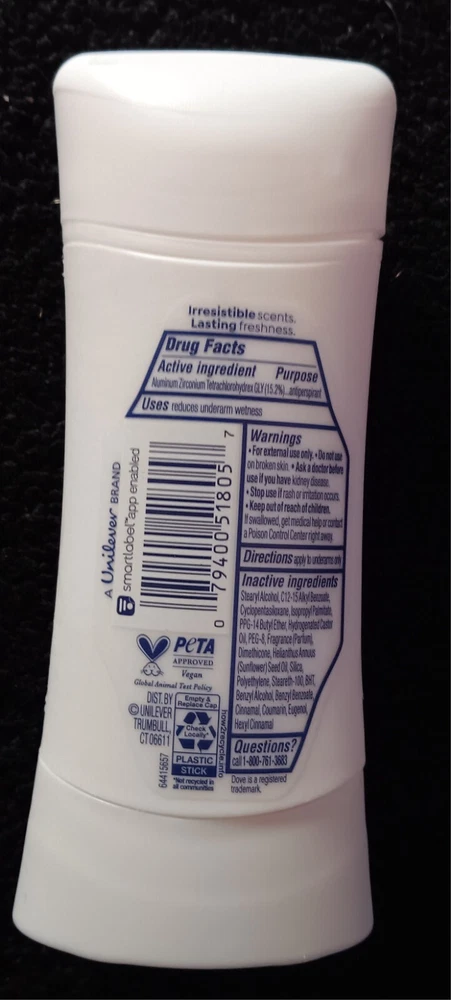 Irresistible scents.
Lasting freshness.
Drug Facts
Active ingredient Purpose
Aluminum Zirconium Tetrachlorohydrex GLY (15.2%)...antiperspirant
Uses reduces underarm wetness
Warnings
• For external use only. • Do not use
on broken skin. • Ask a doctor before
use if you have kidney disease.
• Stop use if rash or irritation occurs.
• Keep out of reach of children.
If swallowed, get medical help or contact
a Poison Control Center right away.
Directions apply to underarms only
Inactive ingredients
Stearyl Alcohol, C12-15 Alkyl Benzoate,
Cyclopentasiloxane, Isopropyl Palmitate,
PPG-14 Butyl Ether, Hydrogenated Castor
Oil, PEG-8, Fragrance (Parfum),
Dimethicone, Helianthus Annuus
(Sunflower) Seed Oil, Silica,
Polyethylene, Steareth-100, BHT,
Benzyl Alcohol, Benzyl Benzoate,
Cinnamal, Coumarin, Eugenol,
Hexyl Cinnamal
Questions?
call 1-800-761-3683
Dove is a registered
trademark.
A Unilever BRAND
smartlabel™ app enabled
0 79400 51805 7
PETA
APPROVED
Vegan
Global Animal Test Policy
DIST. BY
© UNILEVER
TRUMBULL,
CT 06611
64415657
Empty &
Replace Cap
Check
Locally*
PLASTIC
STICK
*Not recycled in
all communities
how2recycle.info